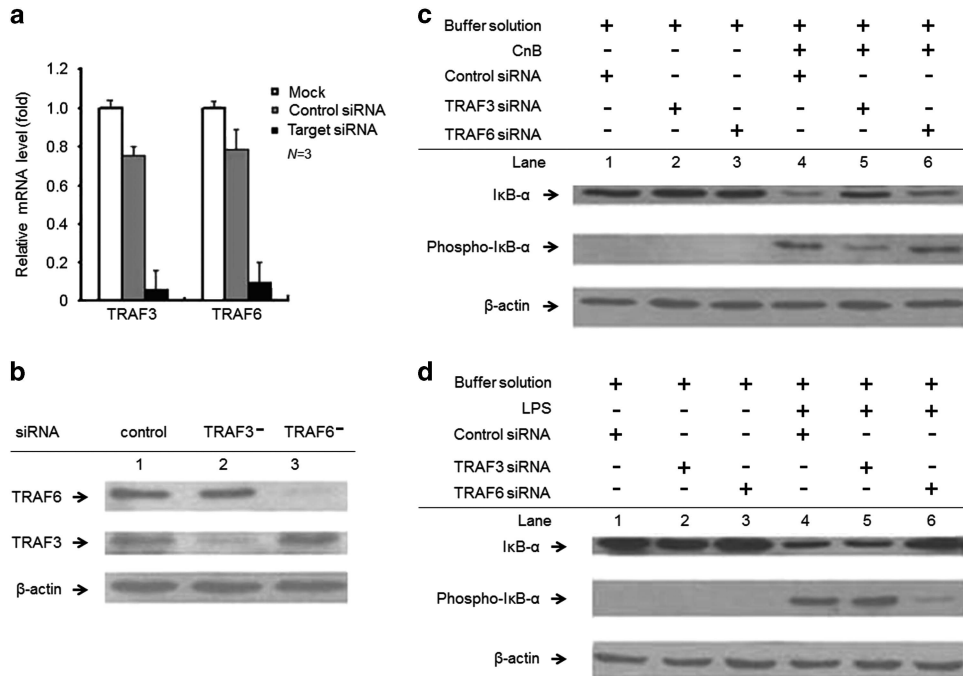 a
1.2
1.0
0.8
0.6
0.4
0.2
0
Relative mRNA level (fold)
Mock
Control siRNA
Target siRNA
N=3
TRAF3 TRAF6
b
siRNA control TRAF3– TRAF6–
1 2 3
TRAF6
TRAF3
β-actin
c
Buffer solution + + + + + +
CnB - - - + + +
Control siRNA + - - + - -
TRAF3 siRNA - + - - + -
TRAF6 siRNA - - + - - +
Lane 1 2 3 4 5 6
IκB-α
Phospho-IκB-α
β-actin
d
Buffer solution + + + + + +
LPS - - - + + +
Control siRNA + - - + - -
TRAF3 siRNA - + - - + -
TRAF6 siRNA - - + - - +
Lane 1 2 3 4 5 6
IκB-α
Phospho-IκB-α
β-actin